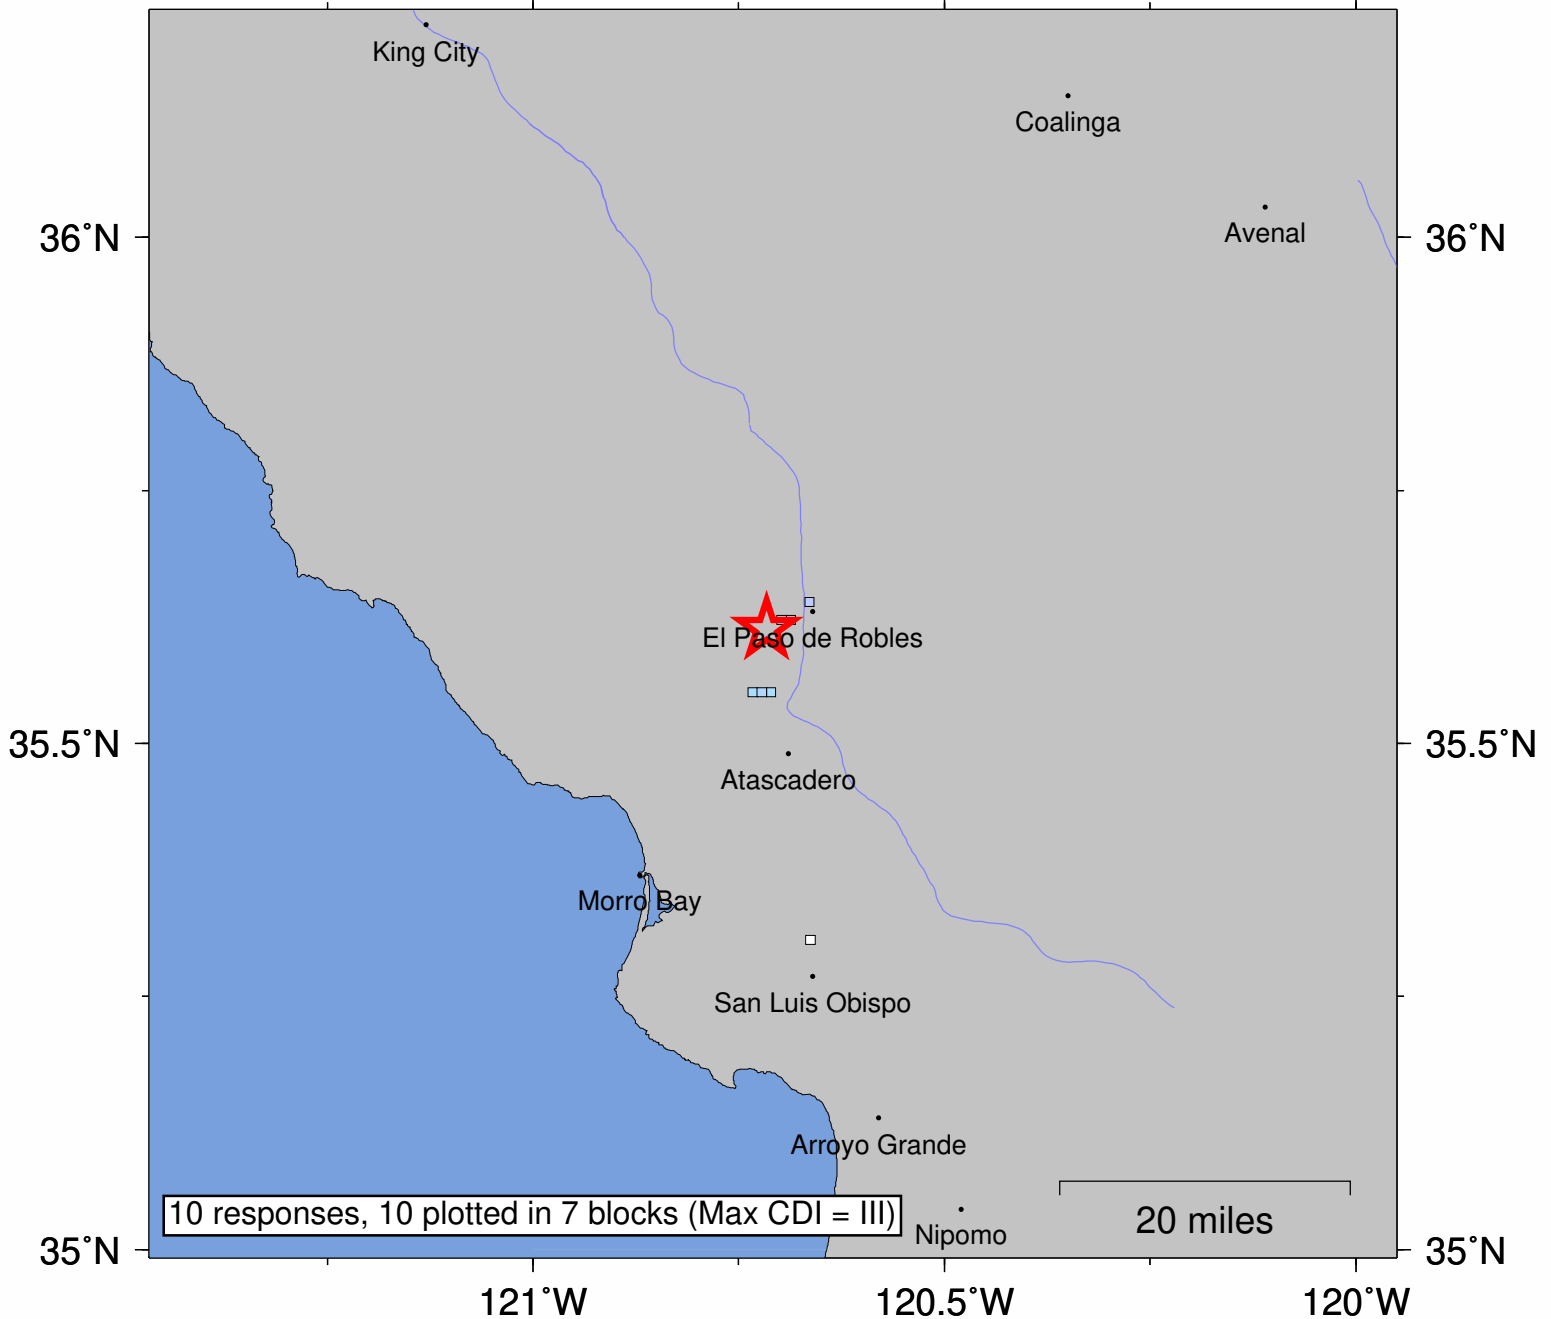 King City
Coalinga
Avenal
36°N
36°N
El Paso de Robles
35.5°N
35.5°N
Atascadero
Morro Bay
San Luis Obispo
Arroyo Grande
10 responses, 10 plotted in 7 blocks (Max CDI = III)
20 miles
Nipomo
35°N
35°N
121°W
120.5°W
120°W